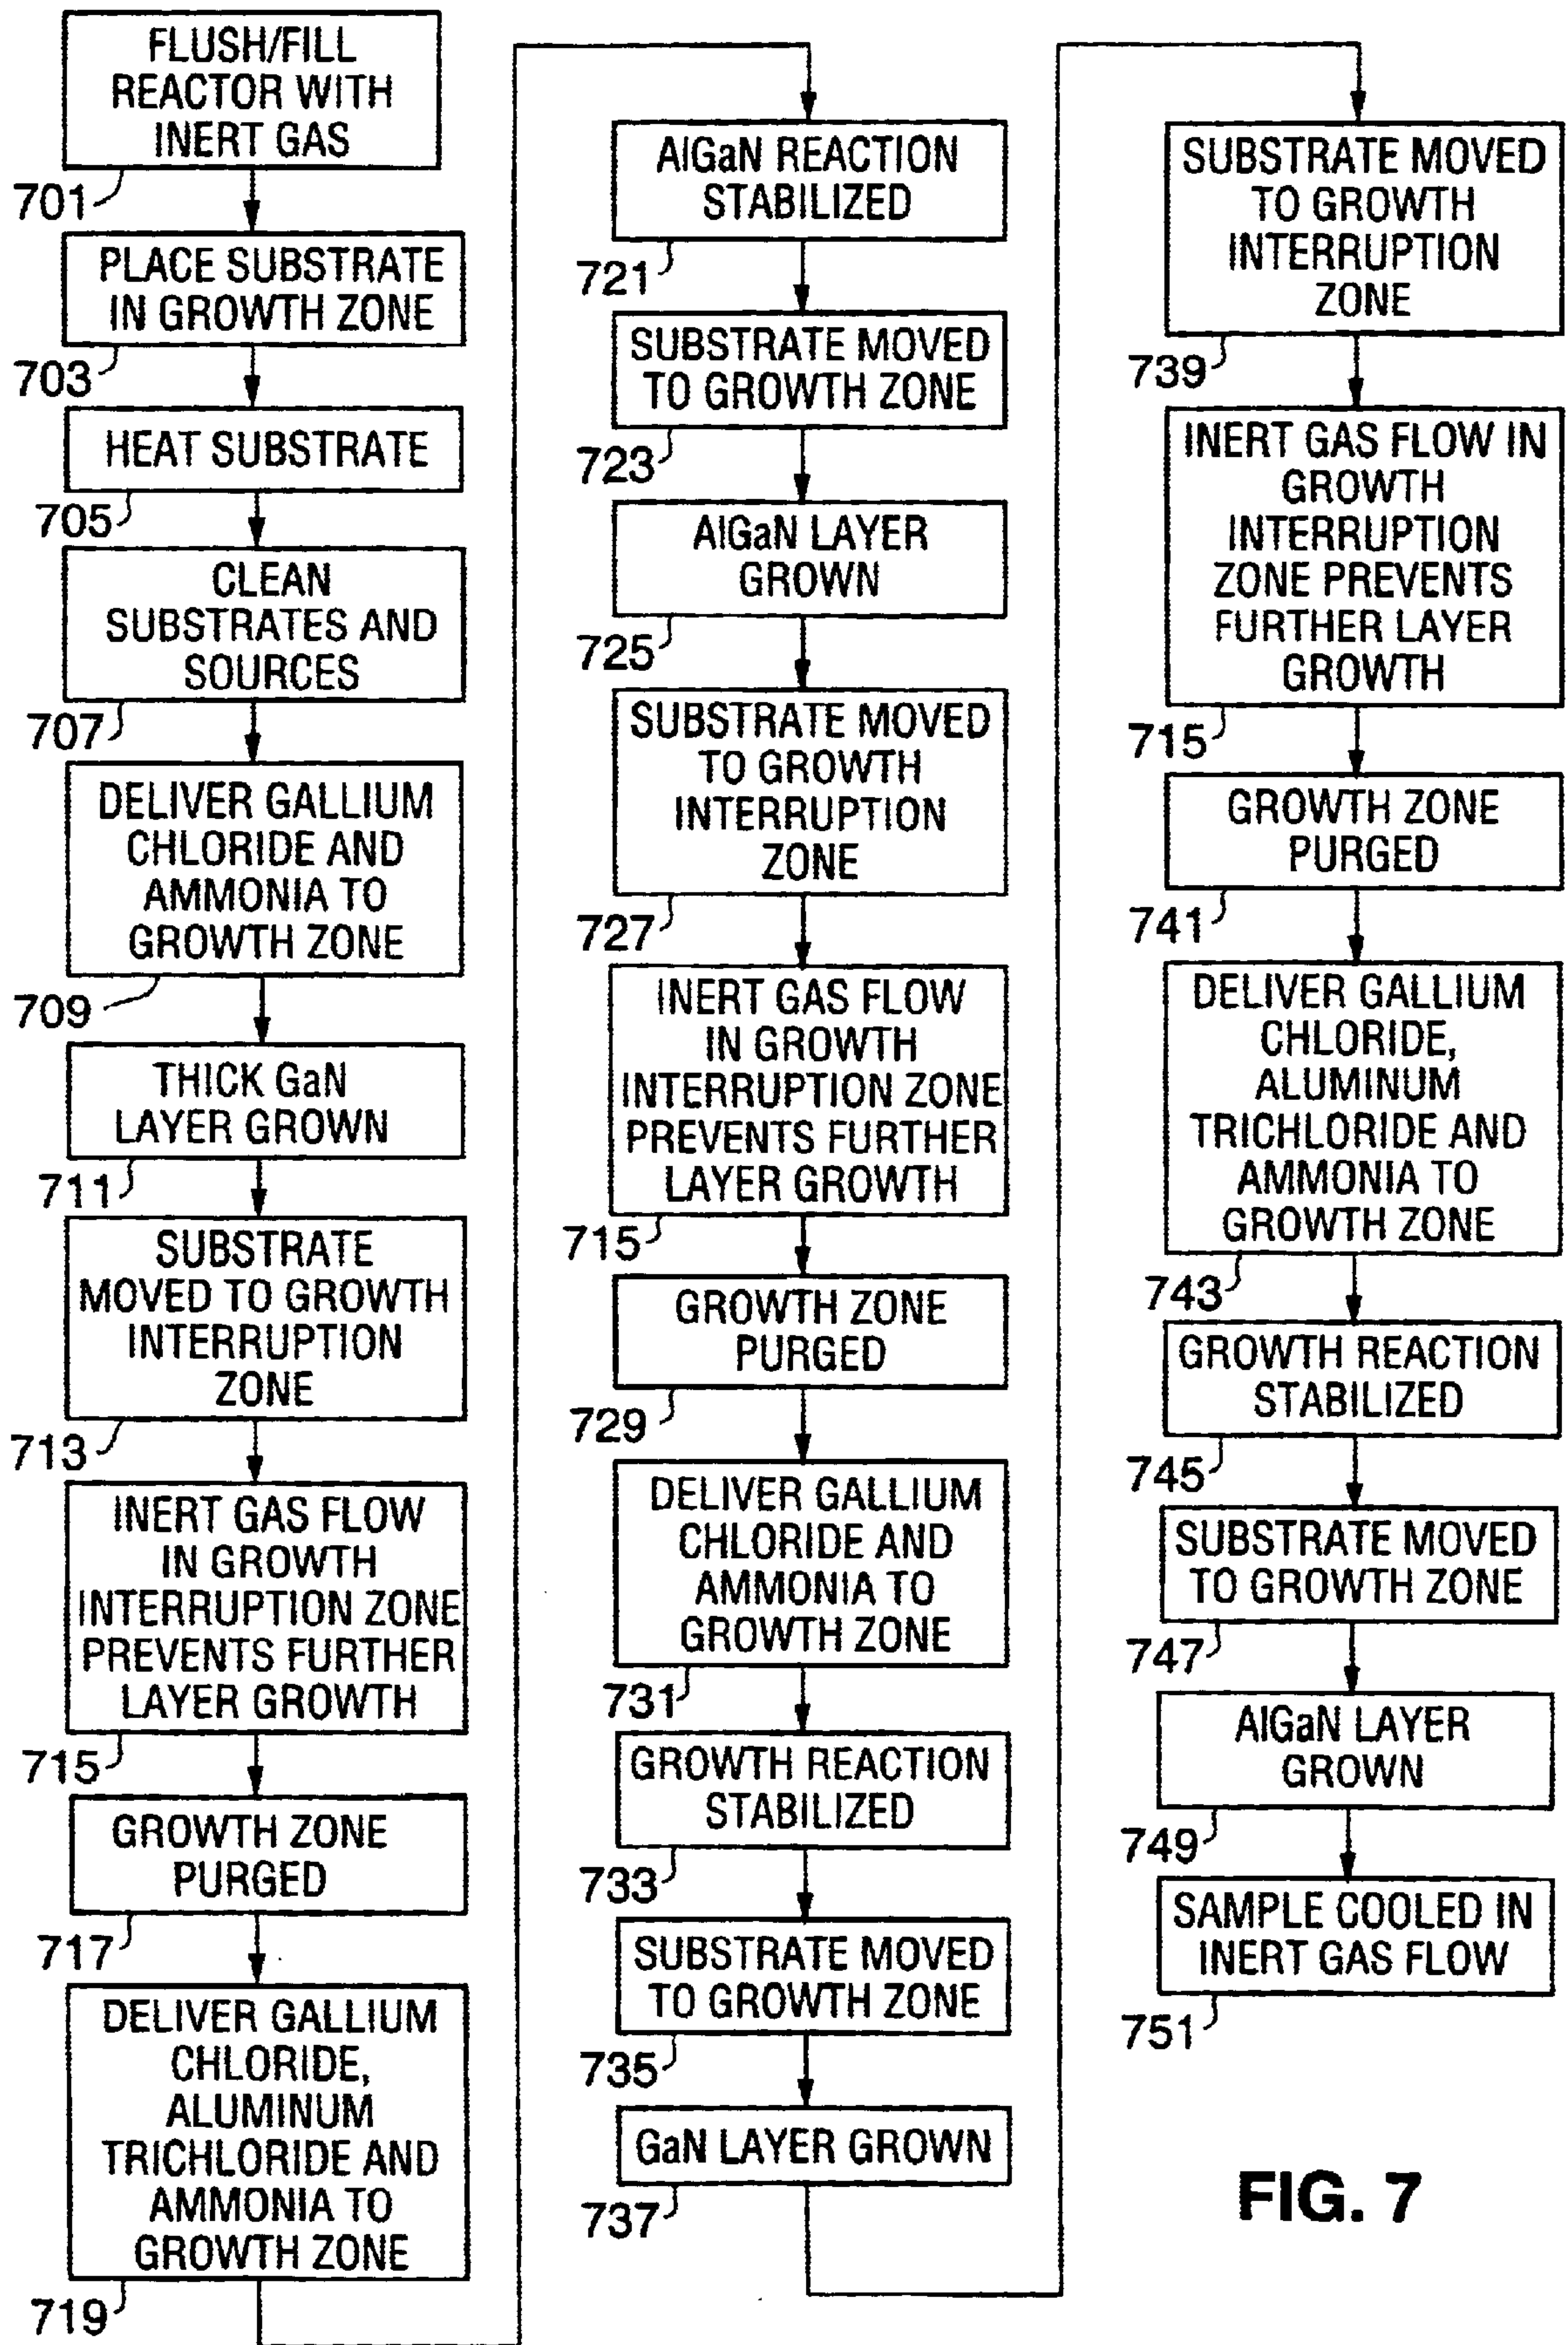 FLUSH/FILL
REACTOR WITH
INERT GAS
701
PLACE SUBSTRATE
IN GROWTH ZONE
703
HEAT SUBSTRATE
705
CLEAN
SUBSTRATES AND
SOURCES
707
DELIVER GALLIUM
CHLORIDE AND
AMMONIA TO
GROWTH ZONE
709
THICK GaN
LAYER GROWN
711
SUBSTRATE
MOVED TO GROWTH
INTERRUPTION
ZONE
713
INERT GAS FLOW
IN GROWTH
INTERRUPTION ZONE
PREVENTS FURTHER
LAYER GROWTH
715
GROWTH ZONE
PURGED
717
DELIVER GALLIUM
CHLORIDE,
ALUMINUM
TRICHLORIDE AND
AMMONIA TO
GROWTH ZONE
719
AlGaN REACTION
STABILIZED
721
SUBSTRATE MOVED
TO GROWTH ZONE
723
AlGaN LAYER
GROWN
725
SUBSTRATE MOVED
TO GROWTH
INTERRUPTION
ZONE
727
INERT GAS FLOW
IN GROWTH
INTERRUPTION ZONE
PREVENTS FURTHER
LAYER GROWTH
715
GROWTH ZONE
PURGED
729
DELIVER GALLIUM
CHLORIDE AND
AMMONIA TO
GROWTH ZONE
731
GROWTH REACTION
STABILIZED
733
SUBSTRATE MOVED
TO GROWTH ZONE
735
GaN LAYER GROWN
737
SUBSTRATE MOVED
TO GROWTH
INTERRUPTION
ZONE
739
INERT GAS FLOW IN
GROWTH
INTERRUPTION
ZONE PREVENTS
FURTHER LAYER
GROWTH
715
GROWTH ZONE
PURGED
741
DELIVER GALLIUM
CHLORIDE,
ALUMINUM
TRICHLORIDE AND
AMMONIA TO
GROWTH ZONE
743
GROWTH REACTION
STABILIZED
745
SUBSTRATE MOVED
TO GROWTH ZONE
747
AlGaN LAYER
GROWN
749
SAMPLE COOLED IN
INERT GAS FLOW
751
FIG. 7